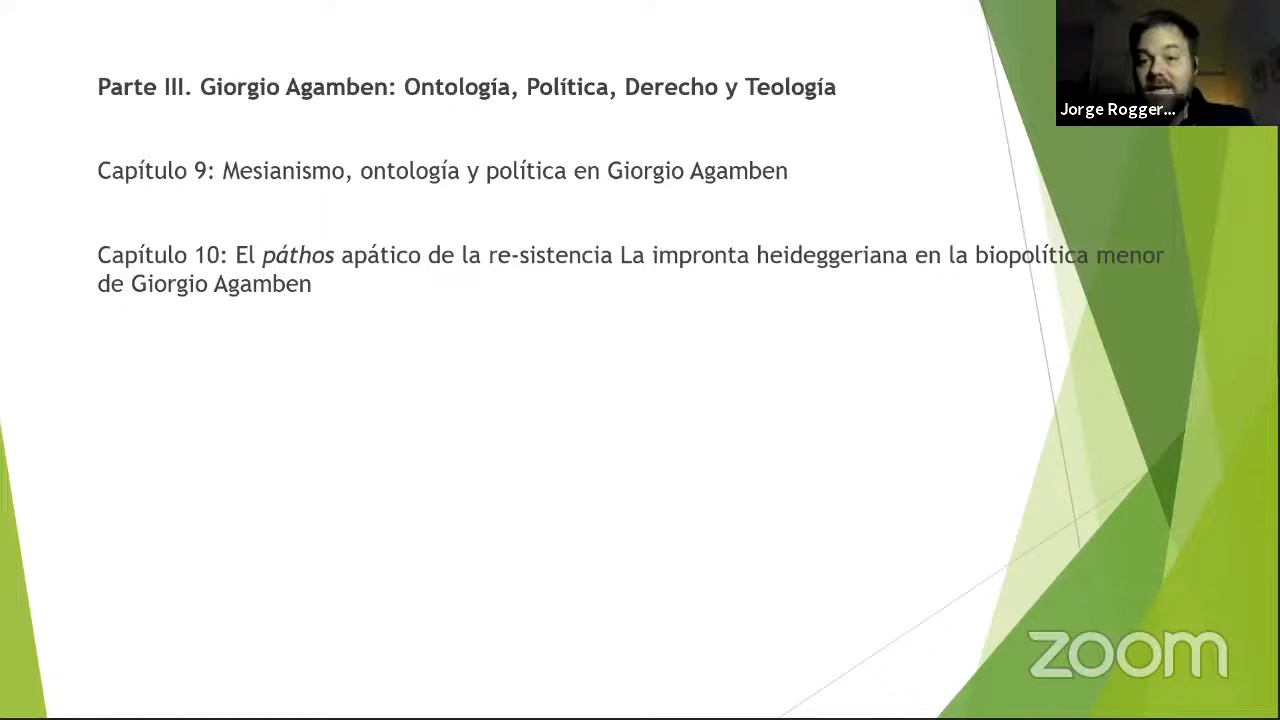 Parte III. Giorgio Agamben: Ontología, Política, Derecho y Teología
Jorge Rogger...
Capítulo 9: Mesianismo, ontología y política en Giorgio Agamben
Capítulo 10: El páthos apático de la re-sistencia La impronta heideggeriana en la biopolítica menor
de Giorgio Agamben
zoom